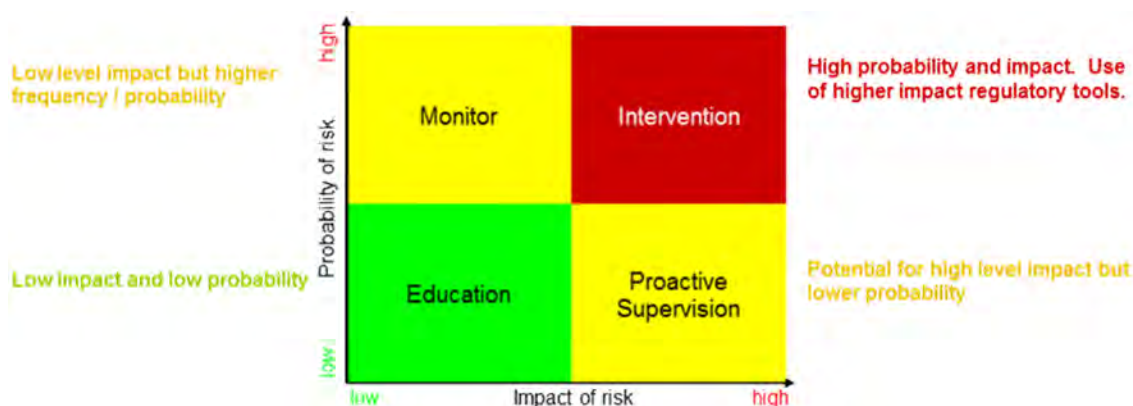 Low level impact but higher
frequency / probability
Low impact and low probability
high
Probability of risk
low
Monitor
Intervention
Education
Proactive
Supervision
low
Impact of risk
high
High probability and impact.  Use
of higher impact regulatory tools.
Potential for high level impact but
lower probability